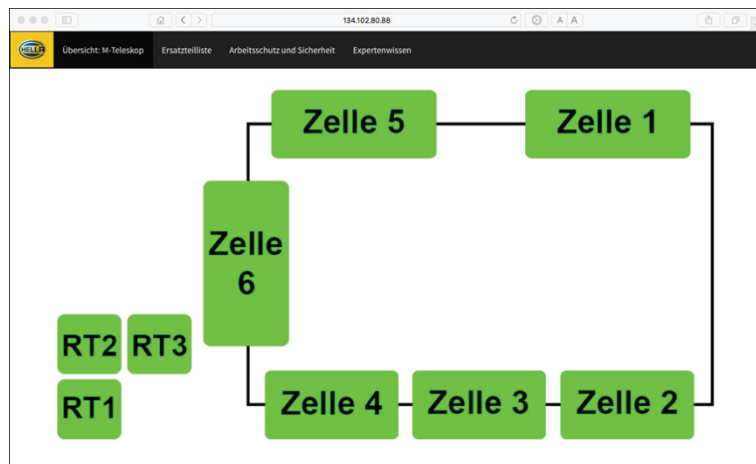 134.102.80.88
A A
HELLA
Übersicht: M-Teleskop Ersatzteilliste Arbeitsschutz und Sicherheit Expertenwissen
Zelle 5 Zelle 1
Zelle
6
RT2 RT3
RT1
Zelle 4 Zelle 3 Zelle 2